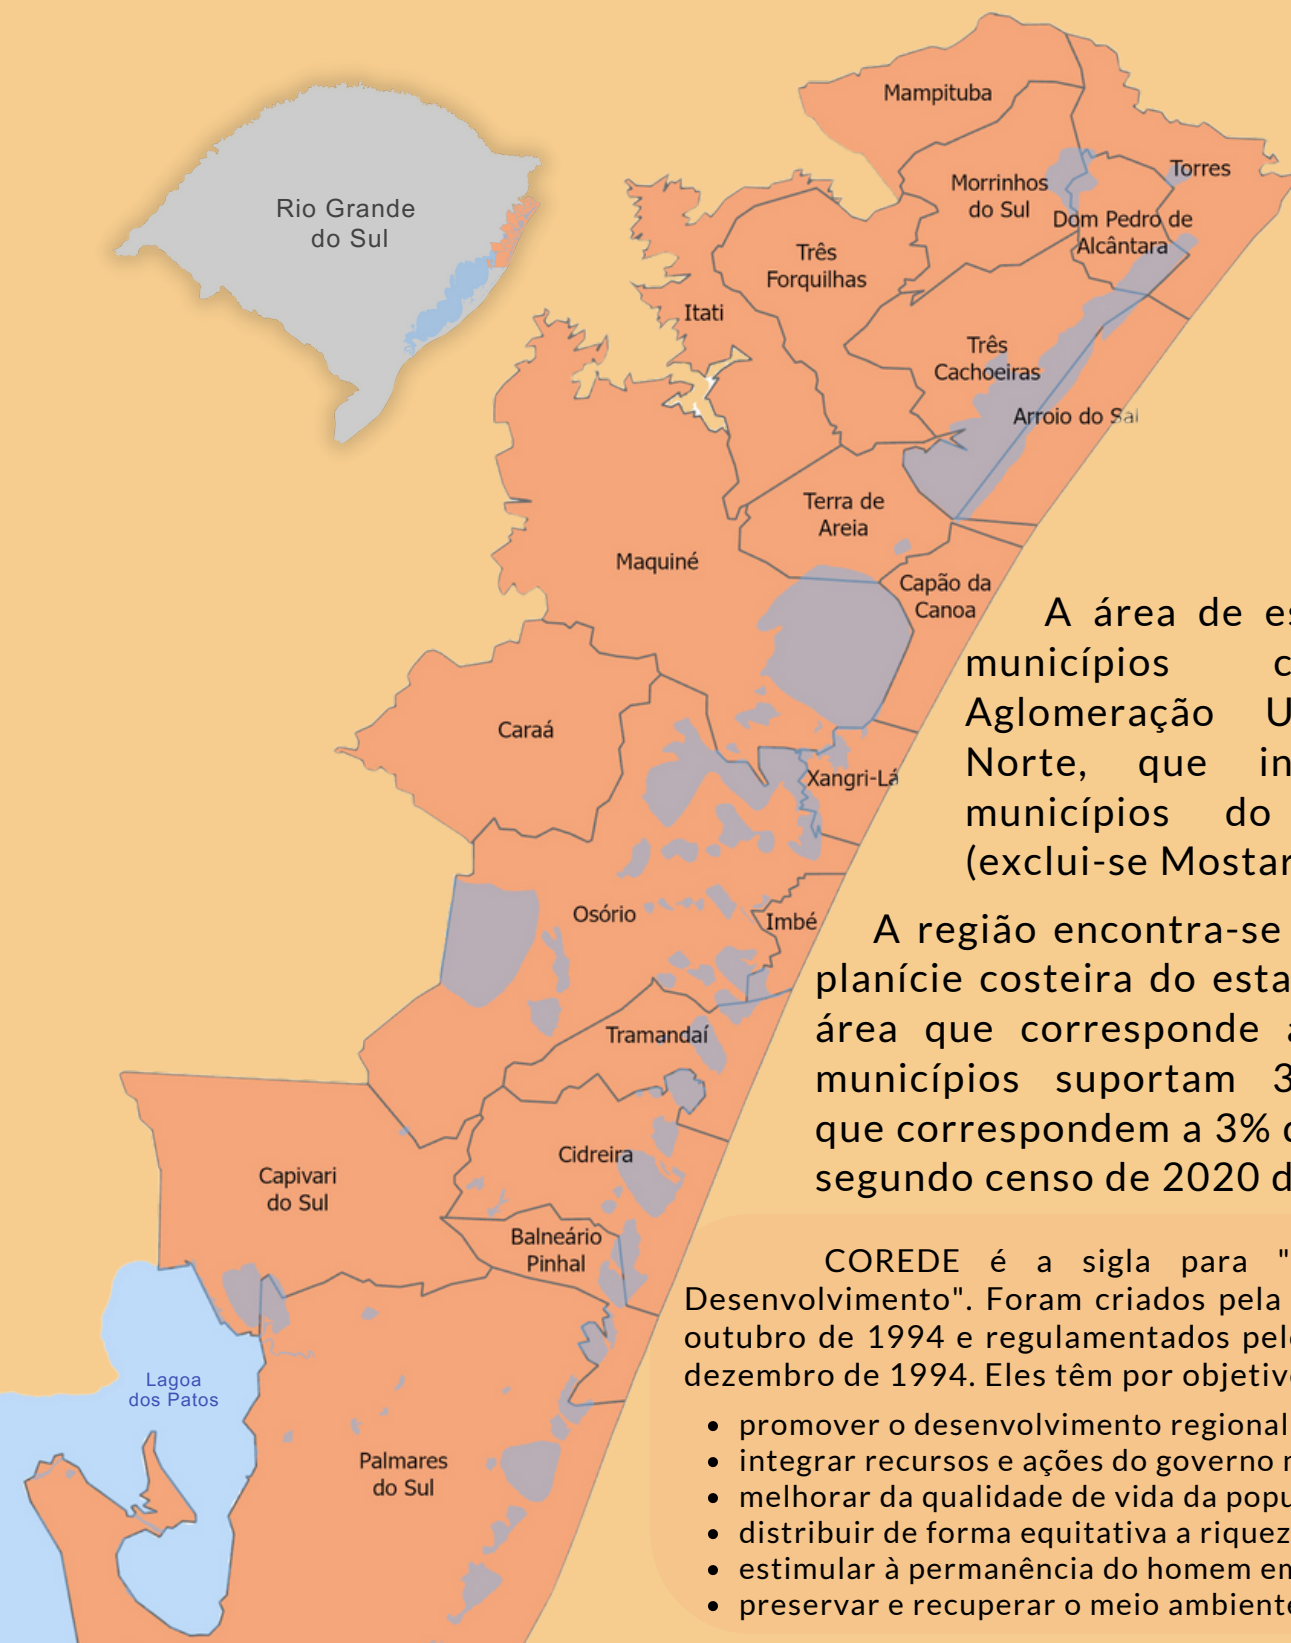 Mampituba
Rio Grande
do Sul
Morrinhos
do Sul
Torres
Dom Pedro de
Alcântara
Três
Forquilhas
Itati
Três
Cachoeiras
Arroio do Sal
Terra de
Areia
Maquiné
Capão da
Canoa
Caraá
Xangri-Lá
Osório
Imbé
Tramandaí
Cidreira
Capivari
do Sul
Balneário
Pinhal
Lagoa
dos Patos
Palmares
do Sul
A área de es
municípios c
Aglomeração U
Norte, que in
municípios do
(exclui-se Mostar
A região encontra-se
planície costeira do esta
área que corresponde a
municípios suportam 3
que correspondem a 3% d
segundo censo de 2020 d
COREDE é a sigla para "
Desenvolvimento". Foram criados pela
outubro de 1994 e regulamentados pel
dezembro de 1994. Eles têm por objetiv
• promover o desenvolvimento regional
• integrar recursos e ações do governo
• melhorar da qualidade de vida da popu
• distribuir de forma equitativa a riquez
• estimular à permanência do homem em
• preservar e recuperar o meio ambiente